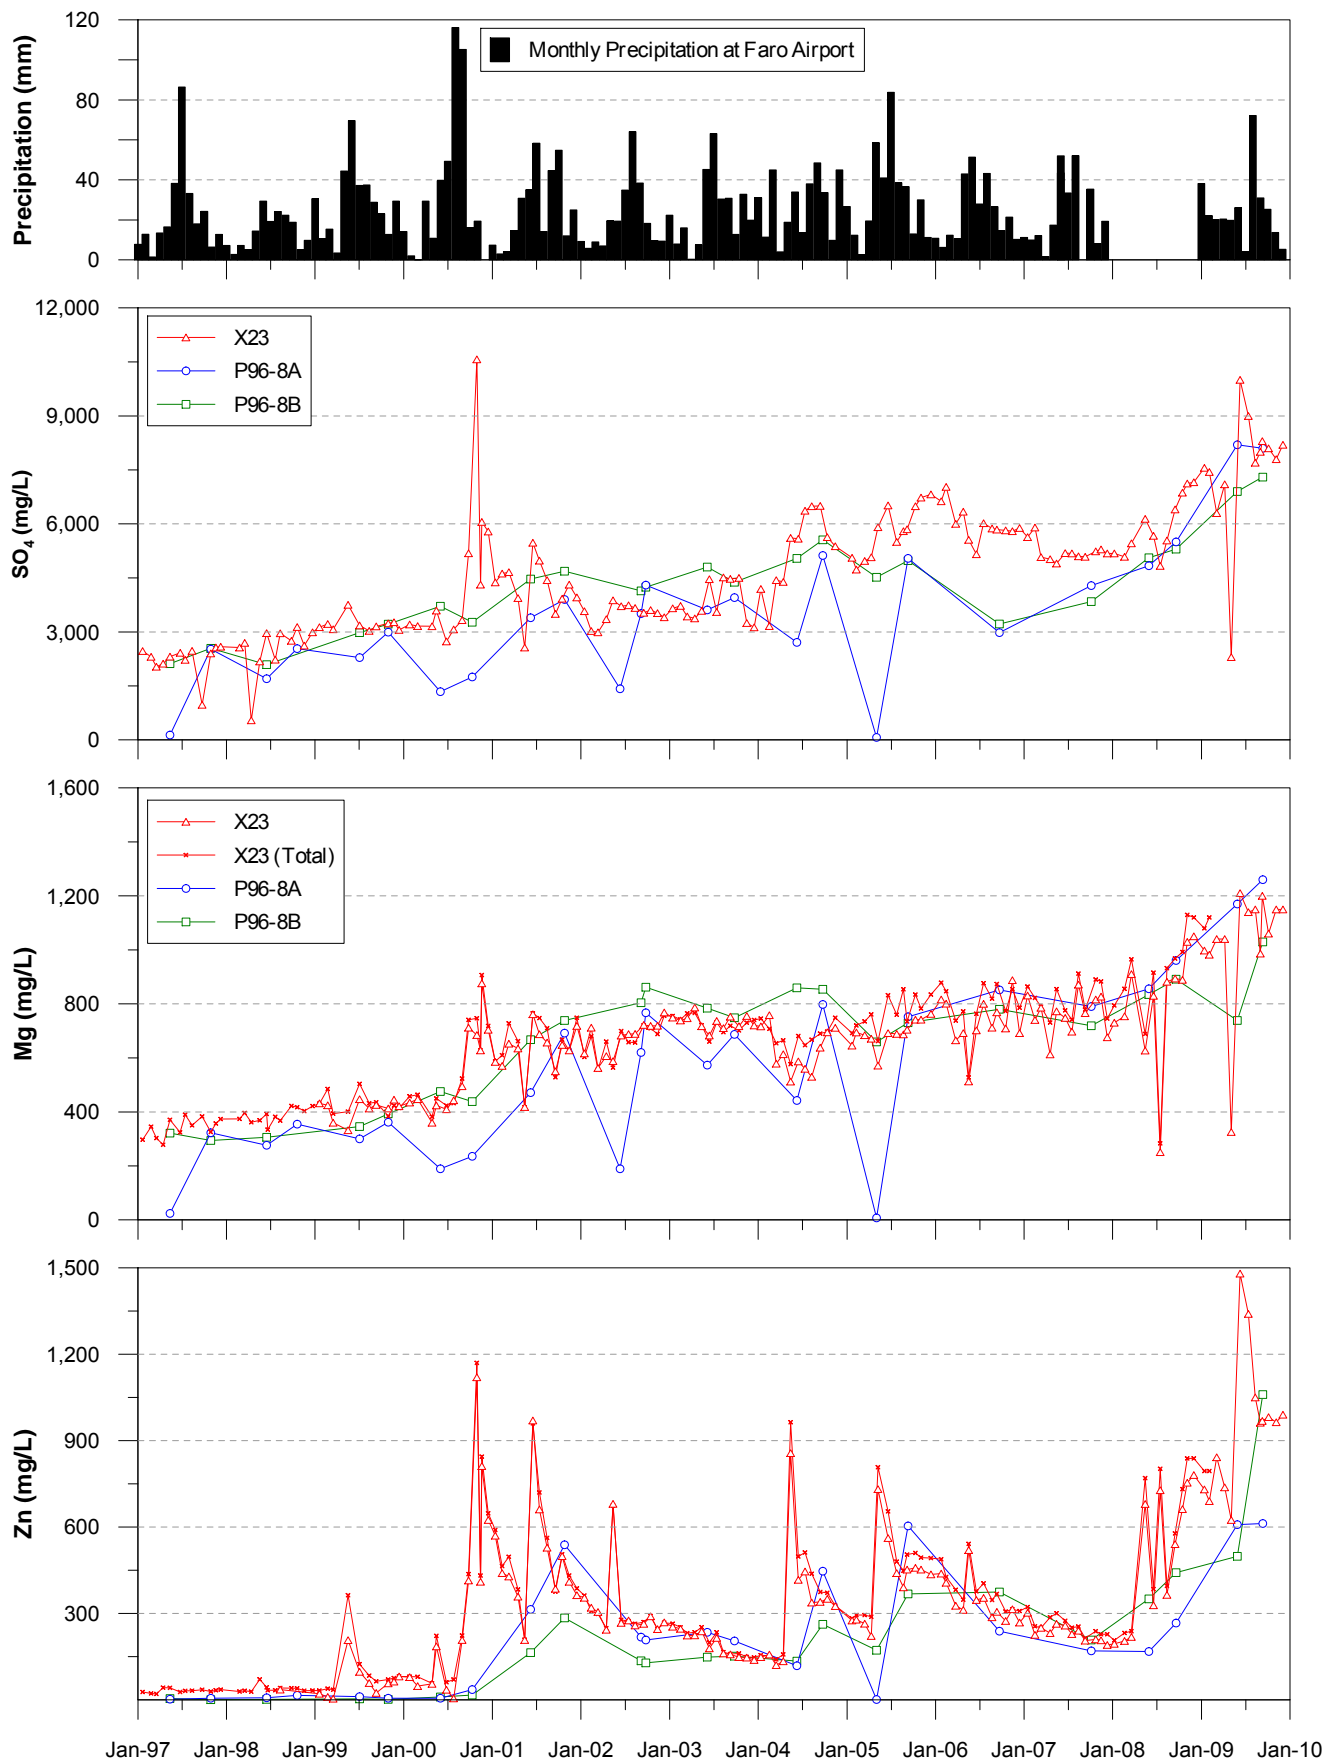 Precipitation (mm)
120
80
40
0
Monthly Precipitation at Faro Airport
SO4 (mg/L)
12,000
9,000
6,000
3,000
0
X23
P96-8A
P96-8B
Mg (mg/L)
1,600
1,200
800
400
0
X23
X23 (Total)
P96-8A
P96-8B
Zn (mg/L)
1,500
1,200
900
600
300
Jan-97 Jan-98 Jan-99 Jan-00 Jan-01 Jan-02 Jan-03 Jan-04 Jan-05 Jan-06 Jan-07 Jan-08 Jan-09 Jan-10